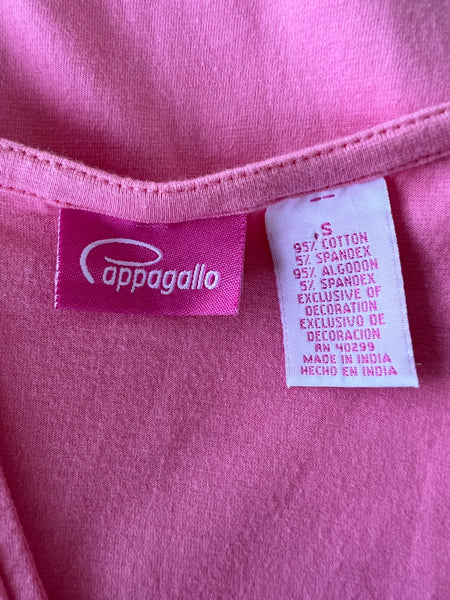 Pappagallo
S
95% COTTON
5% SPANDEX
95% ALGODON
5% SPANDEX
EXCLUSIVE OF
DECORATION
EXCLUSIVO DE
DECORACION
RN 40299
MADE IN INDIA
HECHO EN INDIA